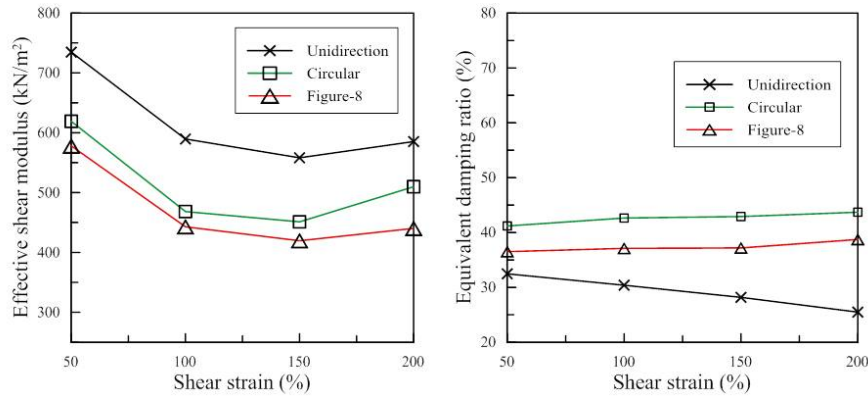 Effective shear modulus (kN/m²)
800
700
600
500
400
300
50
100
150
200
Shear strain (%)
Unidirection
Circular
Figure-8
Equivalent damping ratio (%)
80
70
60
50
40
30
20
50
100
150
200
Shear strain (%)
Unidirection
Circular
Figure-8